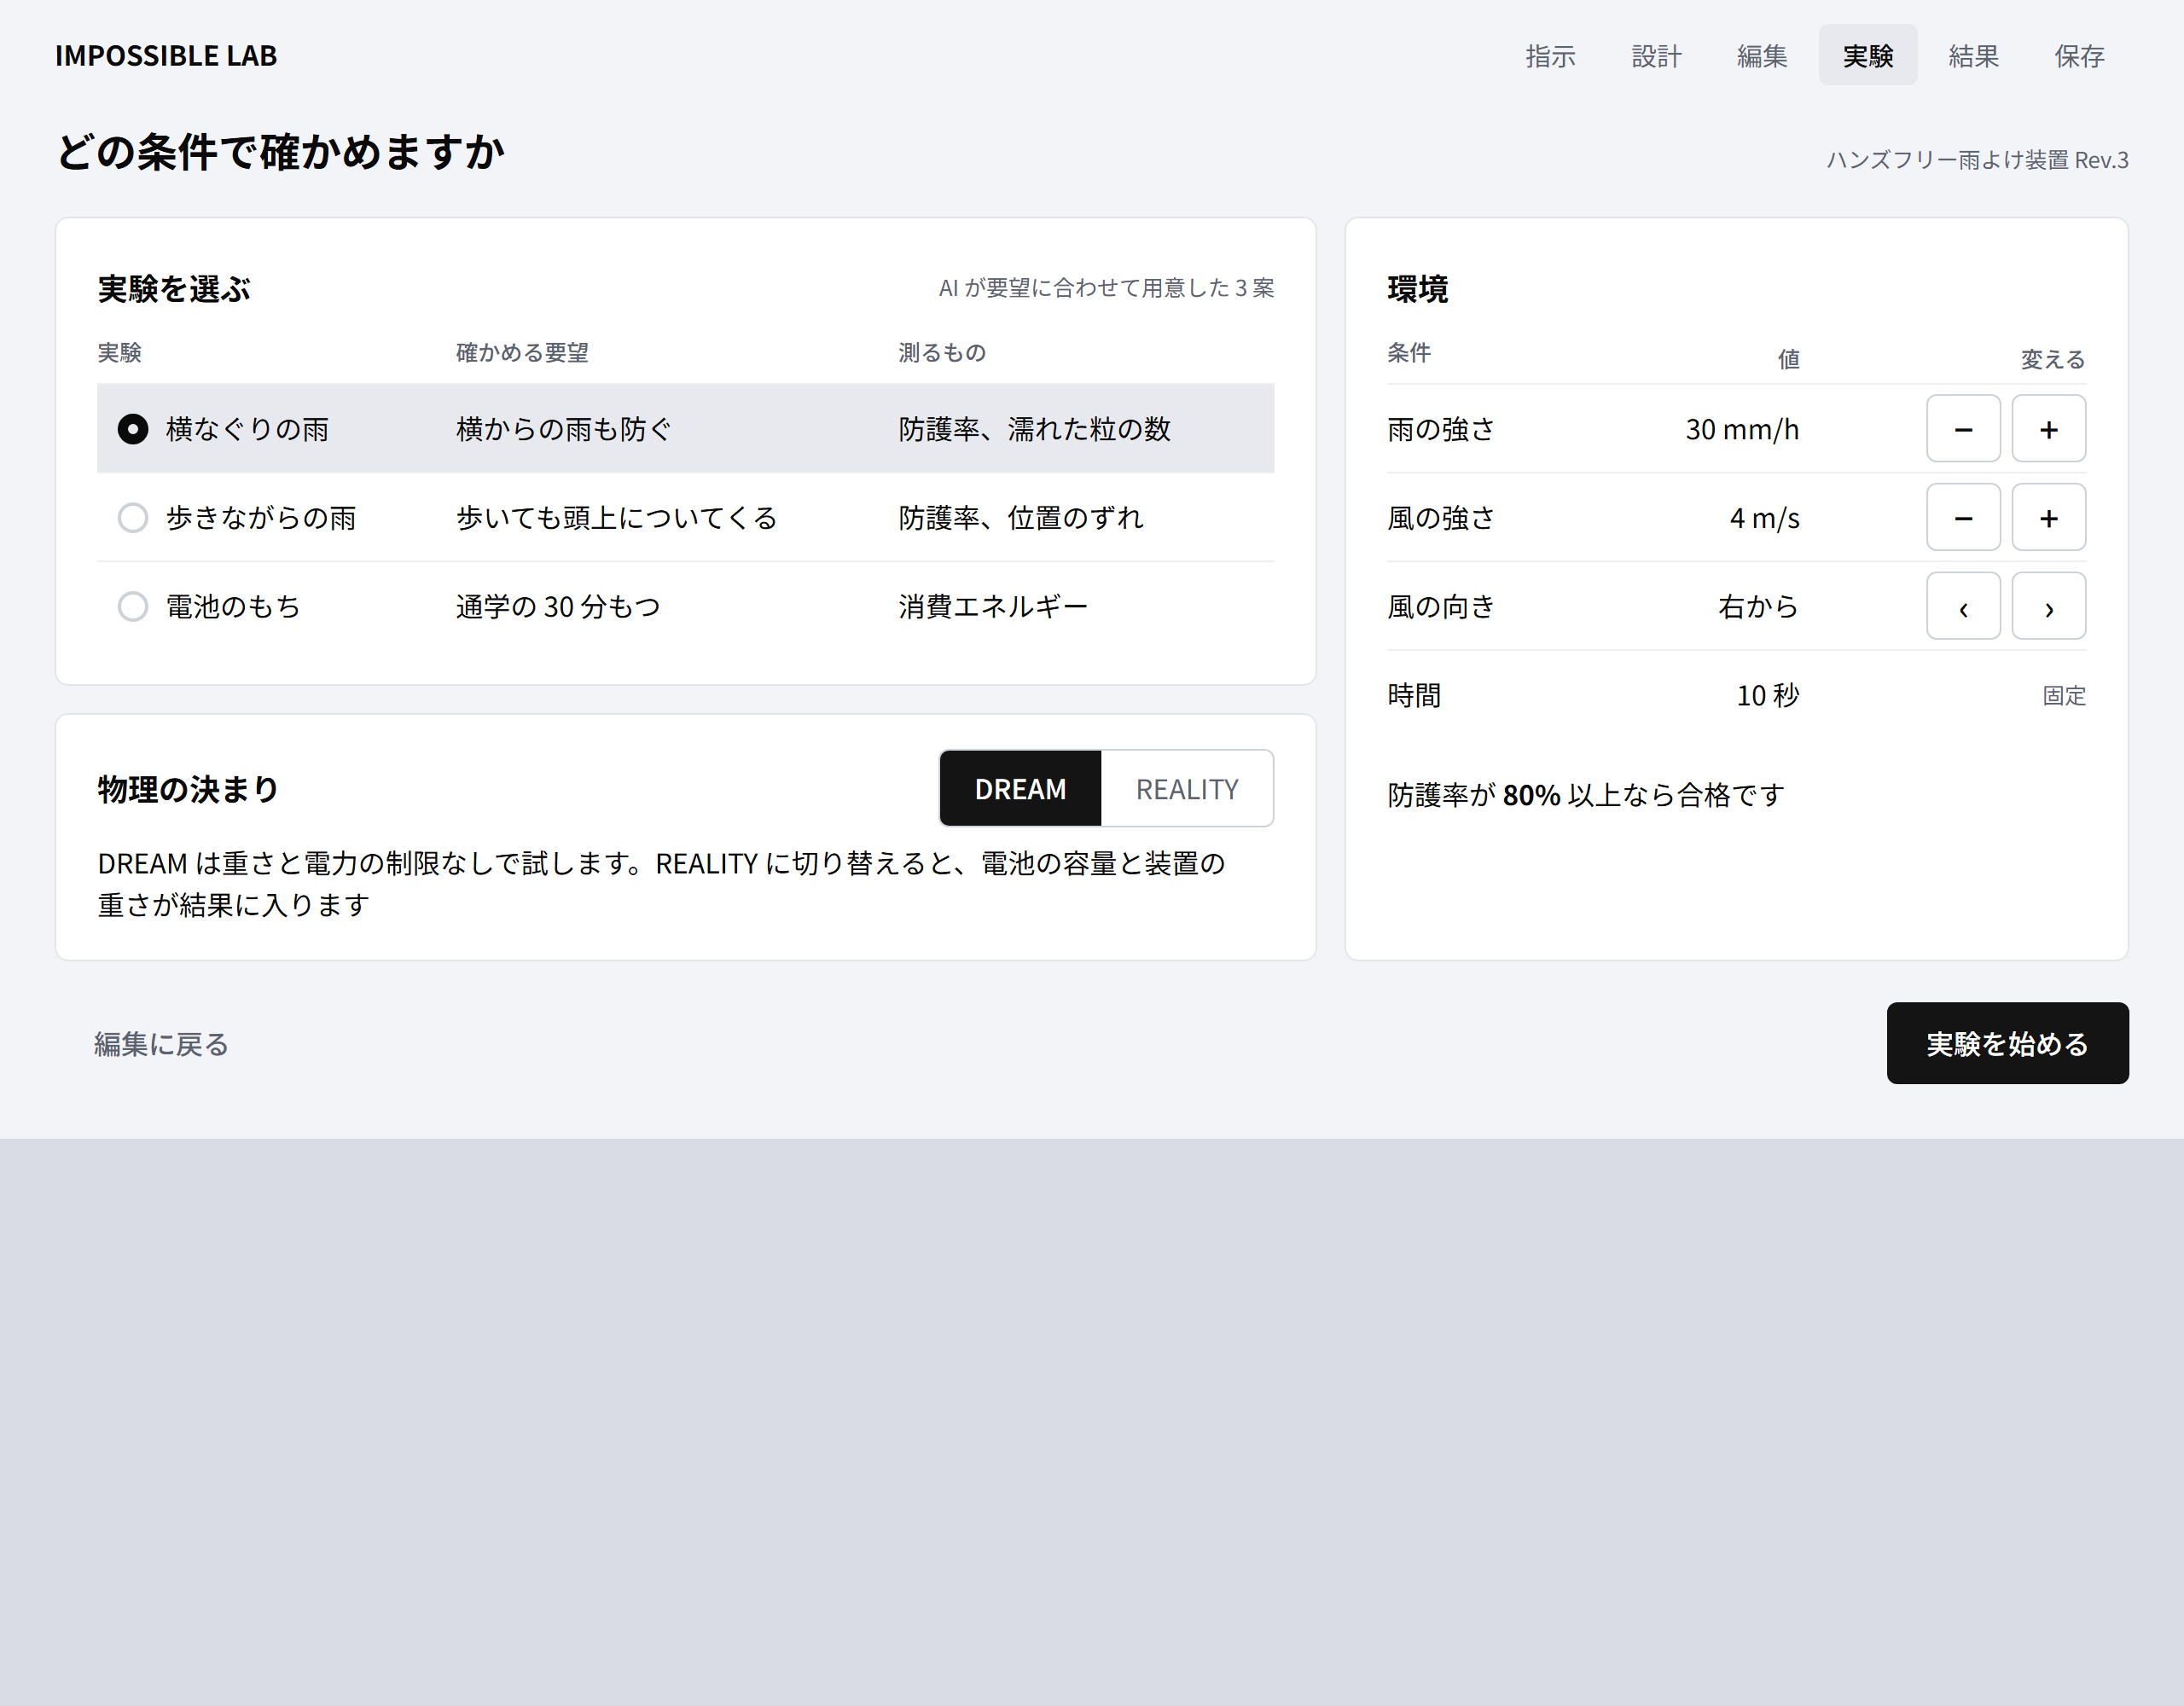 IMPOSSIBLE LAB
指示 設計 編集 実験 結果 保存
どの条件で確かめますか
ハンズフリー雨よけ装置 Rev.3
実験を選ぶ
AI が要望に合わせて用意した 3 案
実験 確かめる要望 測るもの
横なぐりの雨 横からの雨も防ぐ 防護率、濡れた粒の数
歩きながらの雨 歩いても頭上についてくる 防護率、位置のずれ
電池のもち 通学の 30 分もつ 消費エネルギー
物理の決まり
DREAM REALITY
DREAM は重さと電力の制限なしで試します。REALITY に切り替えると、電池の容量と装置の
重さが結果に入ります
環境
条件 値 変える
雨の強さ 30 mm/h − +
風の強さ 4 m/s − +
風の向き 右から ‹ ›
時間 10 秒 固定
防護率が 80% 以上なら合格です
編集に戻る
実験を始める